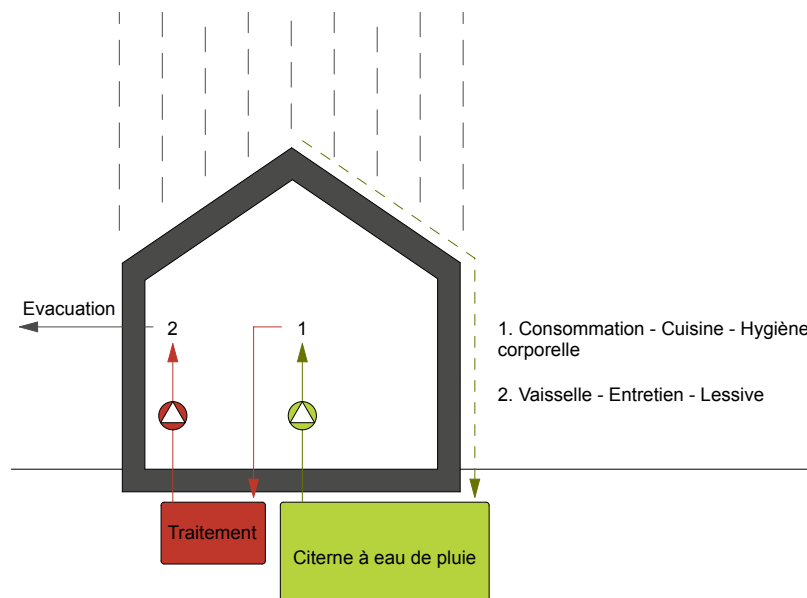 Evacuation
2
1
1. Consommation - Cuisine - Hygiène
corporelle
2. Vaisselle - Entretien - Lessive
Traitement
Citerne à eau de pluie